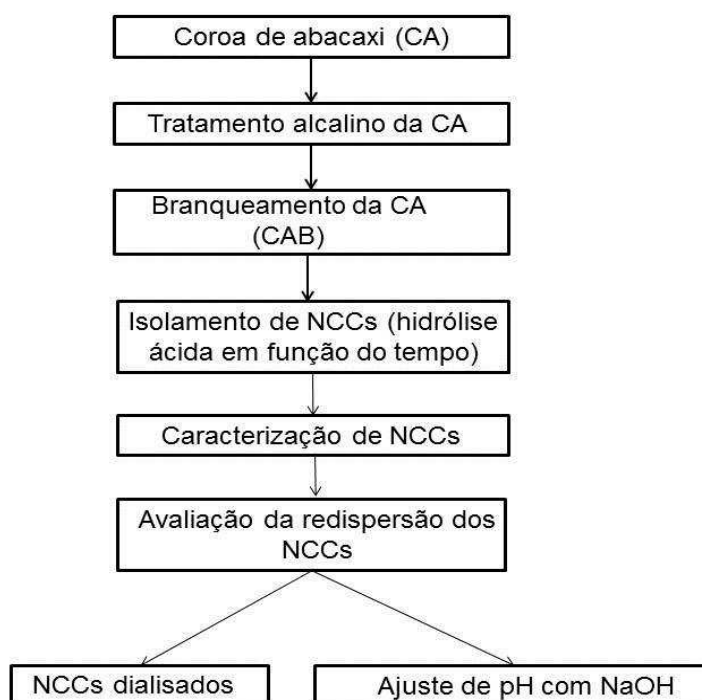 Coroa de abacaxi (CA)
Tratamento alcalino da CA
Branqueamento da CA
(CAB)
Isolamento de NCCs (hidrólise
ácida em função do tempo)
Caracterização de NCCs
Avaliação da redispersão dos
NCCs
NCCs dialisados
Ajuste de pH com NaOH